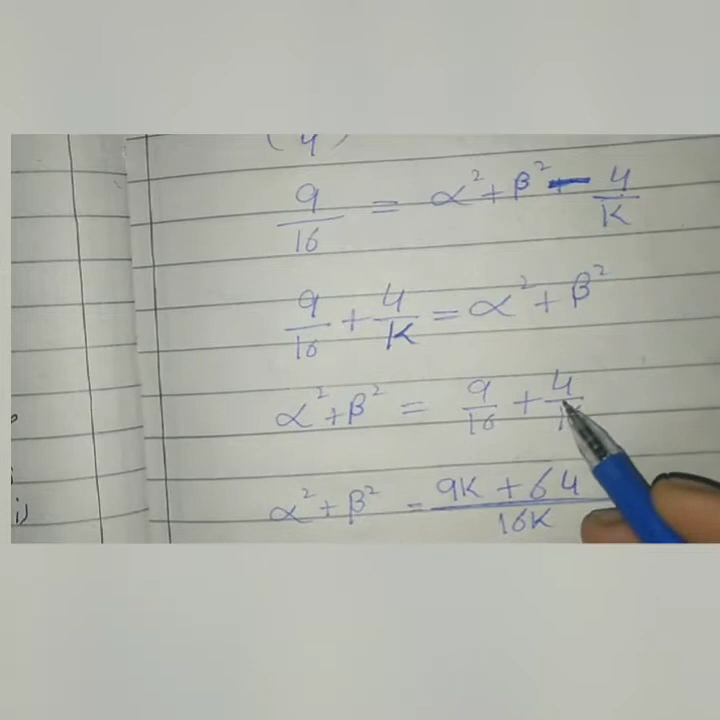 9/16 = α² + β² - 4/K
9/16 + 4/K = α² + β²
α² + β² = 9/16 + 4/K
α² + β² = 9K + 64/16K